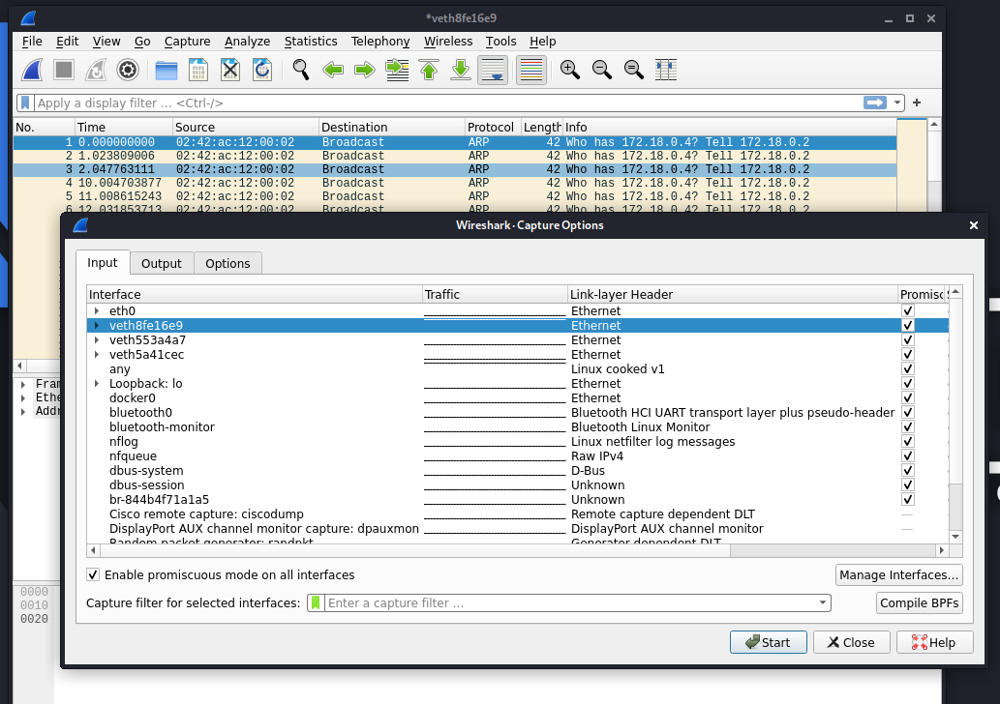 *veth8fe16e9
File Edit View Go Capture Analyze Statistics Telephony Wireless Tools Help
Apply a display filter ... <Ctrl-/>
No. Time Source Destination Protocol Length Info
1 0.000000000 02:42:ac:12:00:02 Broadcast ARP 42 Who has 172.18.0.4? Tell 172.18.0.2
2 1.023809006 02:42:ac:12:00:02 Broadcast ARP 42 Who has 172.18.0.4? Tell 172.18.0.2
3 2.047763111 02:42:ac:12:00:02 Broadcast ARP 42 Who has 172.18.0.4? Tell 172.18.0.2
4 10.004703877 02:42:ac:12:00:02 Broadcast ARP 42 Who has 172.18.0.4? Tell 172.18.0.2
5 11.008615243 02:42:ac:12:00:02 Broadcast ARP 42 Who has 172.18.0.4? Tell 172.18.0.2
6 12.031853713 02:42:ac:12:00:02 Broadcast ARP 42 Who has 172.18.0.4? Tell 172.18.0.2
Wireshark · Capture Options
Input Output Options
Interface Traffic Link-layer Header Promisc
eth0 Ethernet
veth8fe16e9 Ethernet
veth553a4a7 Ethernet
veth5a41cec Ethernet
any Linux cooked v1
Loopback: lo Ethernet
docker0 Ethernet
bluetooth0 Bluetooth HCI UART transport layer plus pseudo-header
bluetooth-monitor Bluetooth Linux Monitor
nflog Linux netfilter log messages
nfqueue Raw IPv4
dbus-system D-Bus
dbus-session Unknown
br-844b4f71a1a5 Unknown
Cisco remote capture: ciscodump Remote capture dependent DLT
DisplayPort AUX channel monitor capture: dpauxmon DisplayPort AUX channel monitor
Random packet generator: randpkt Generator dependent DLT
Enable promiscuous mode on all interfaces Manage Interfaces...
Capture filter for selected interfaces: Enter a capture filter ... Compile BPFs
Start Close Help
Fram
Ethe
Addr
0000
0010
0020